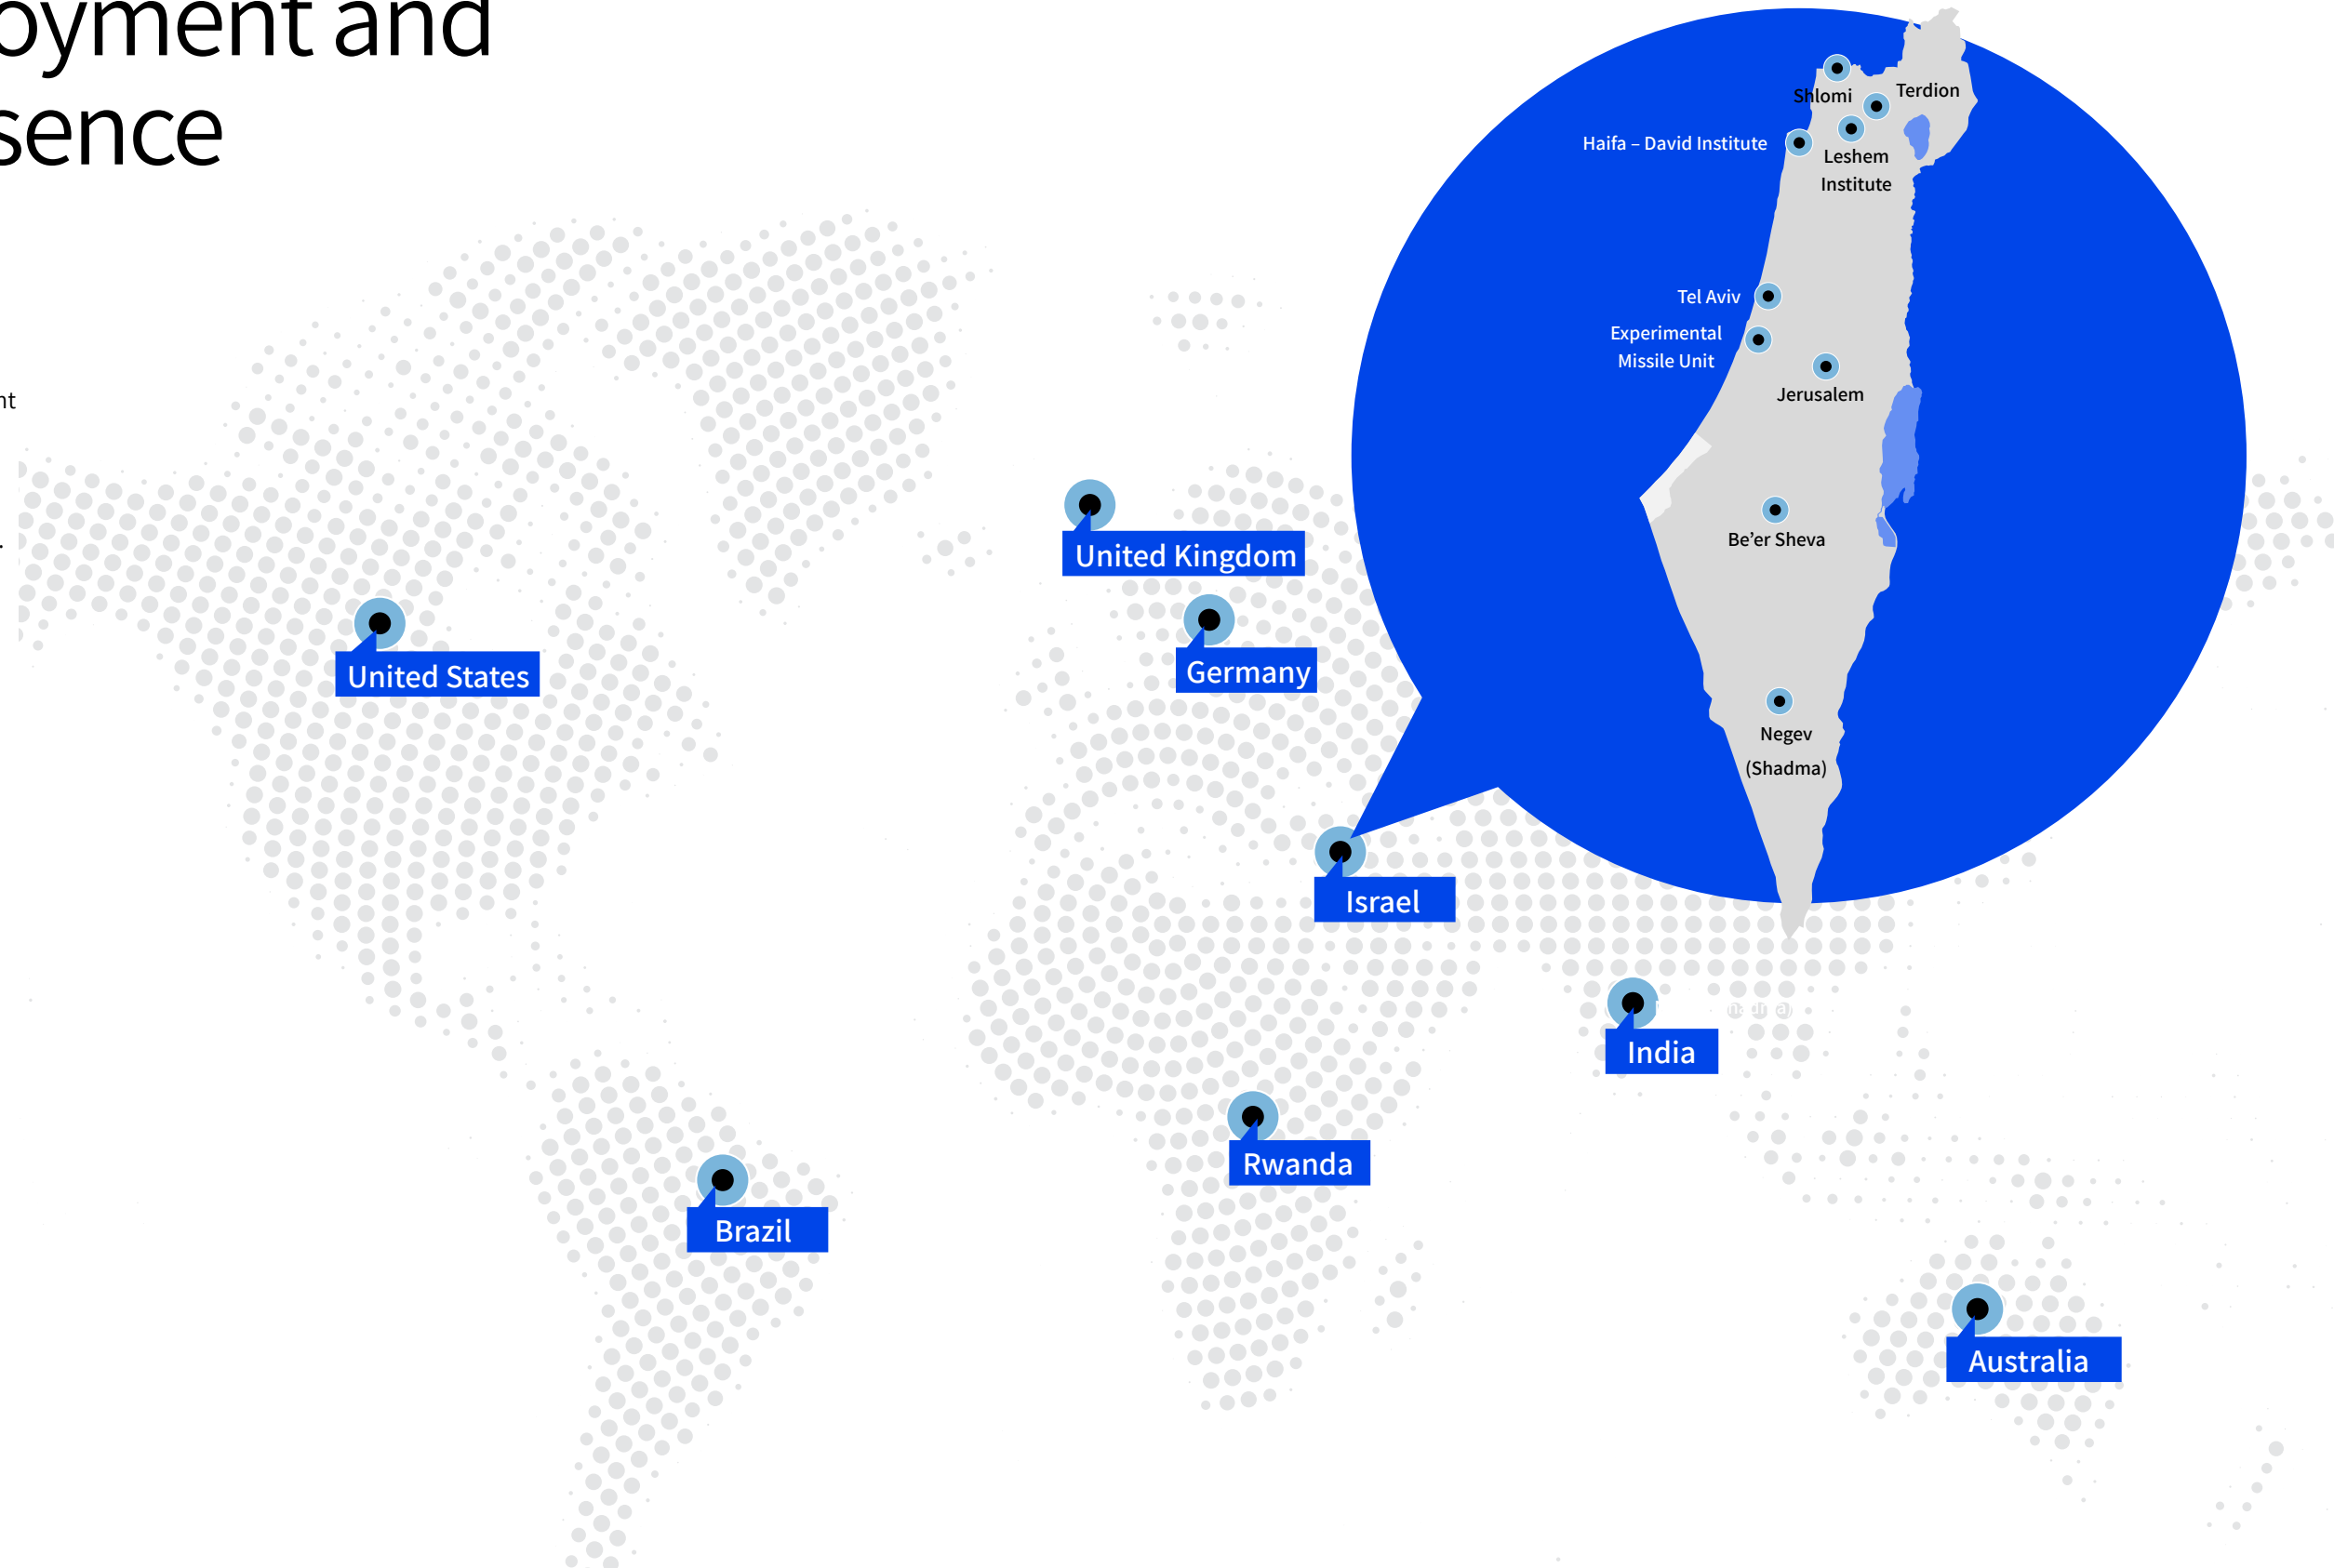 oyment and
sence
nt
.
Shlomi
Terdion
Haifa – David Institute
Leshem
Institute
Tel Aviv
Experimental
Missile Unit
Jerusalem
Be’er Sheva
Negev
(Shadma)
United Kingdom
Germany
United States
Israel
India
Rwanda
Brazil
Australia